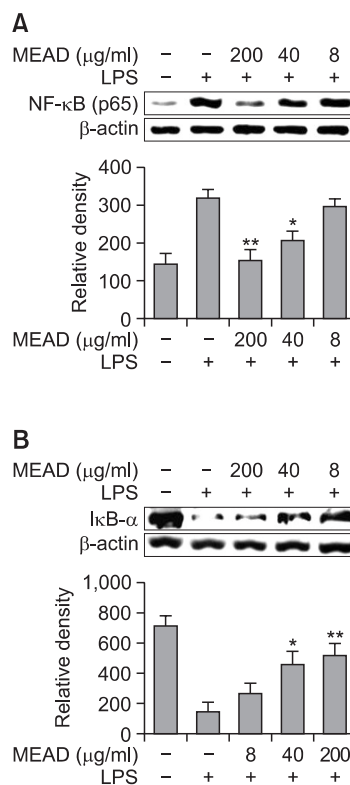 A
MEAD (μg/ml) – – 200 40 8
LPS – + + + +
NF-κB (p65)
β-actin
400
300
200
100
0
Relative density
** *
MEAD (μg/ml) – – 200 40 8
LPS – + + + +
B
MEAD (μg/ml) – – 200 40 8
LPS – + + + +
IκB-α
β-actin
1,000
800
600
400
200
0
Relative density
* **
MEAD (μg/ml) – – 8 40 200
LPS – + + + +